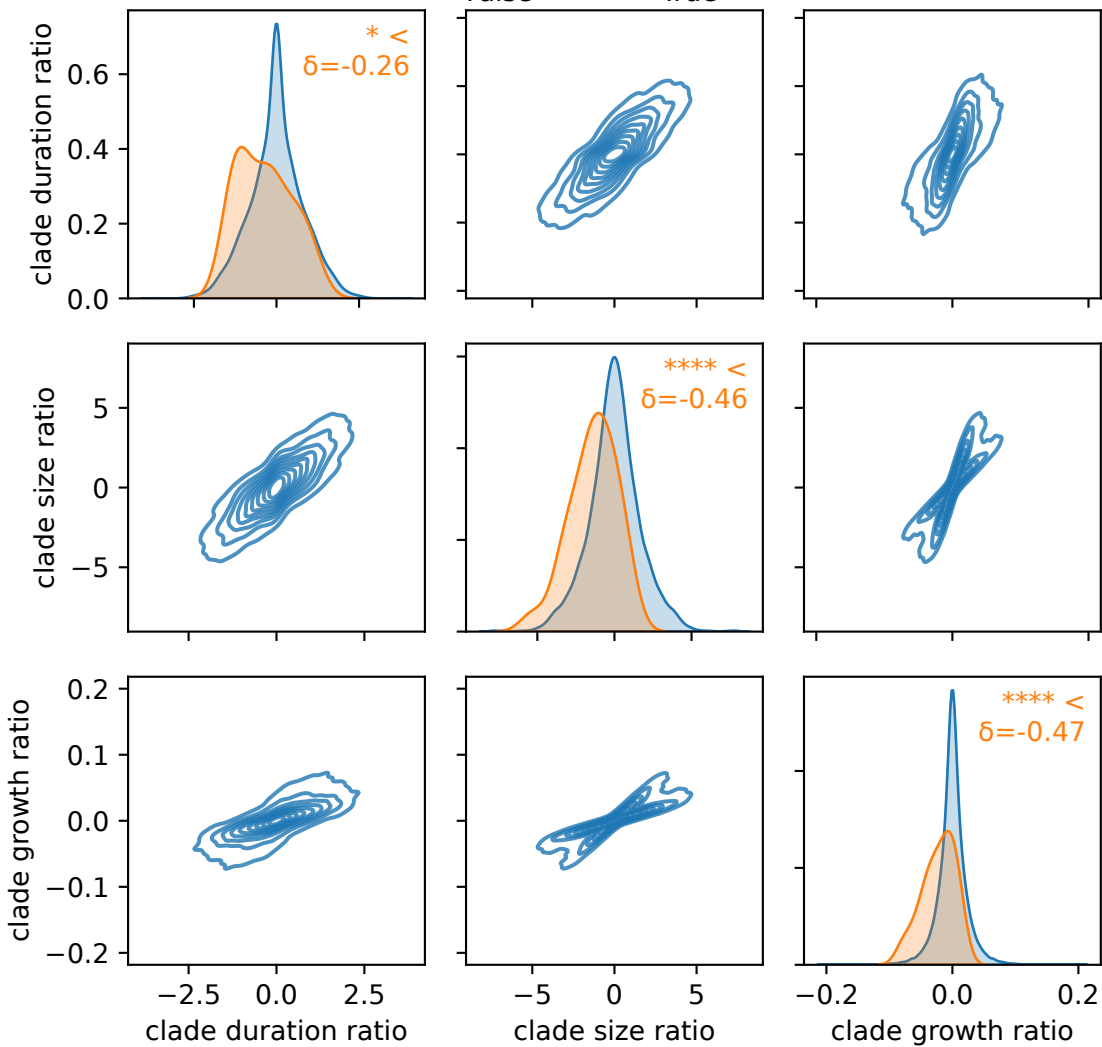 * <
δ=-0.26
clade duration ratio
0.6
0.4
0.2
0.0
**** <
δ=-0.46
clade size ratio
5
0
−5
**** <
δ=-0.47
clade growth ratio
0.2
0.1
0.0
−0.1
−0.2
−2.5 0.0 2.5
−5 0 5
−0.2 0.0 0.2
clade duration ratio
clade size ratio
clade growth ratio